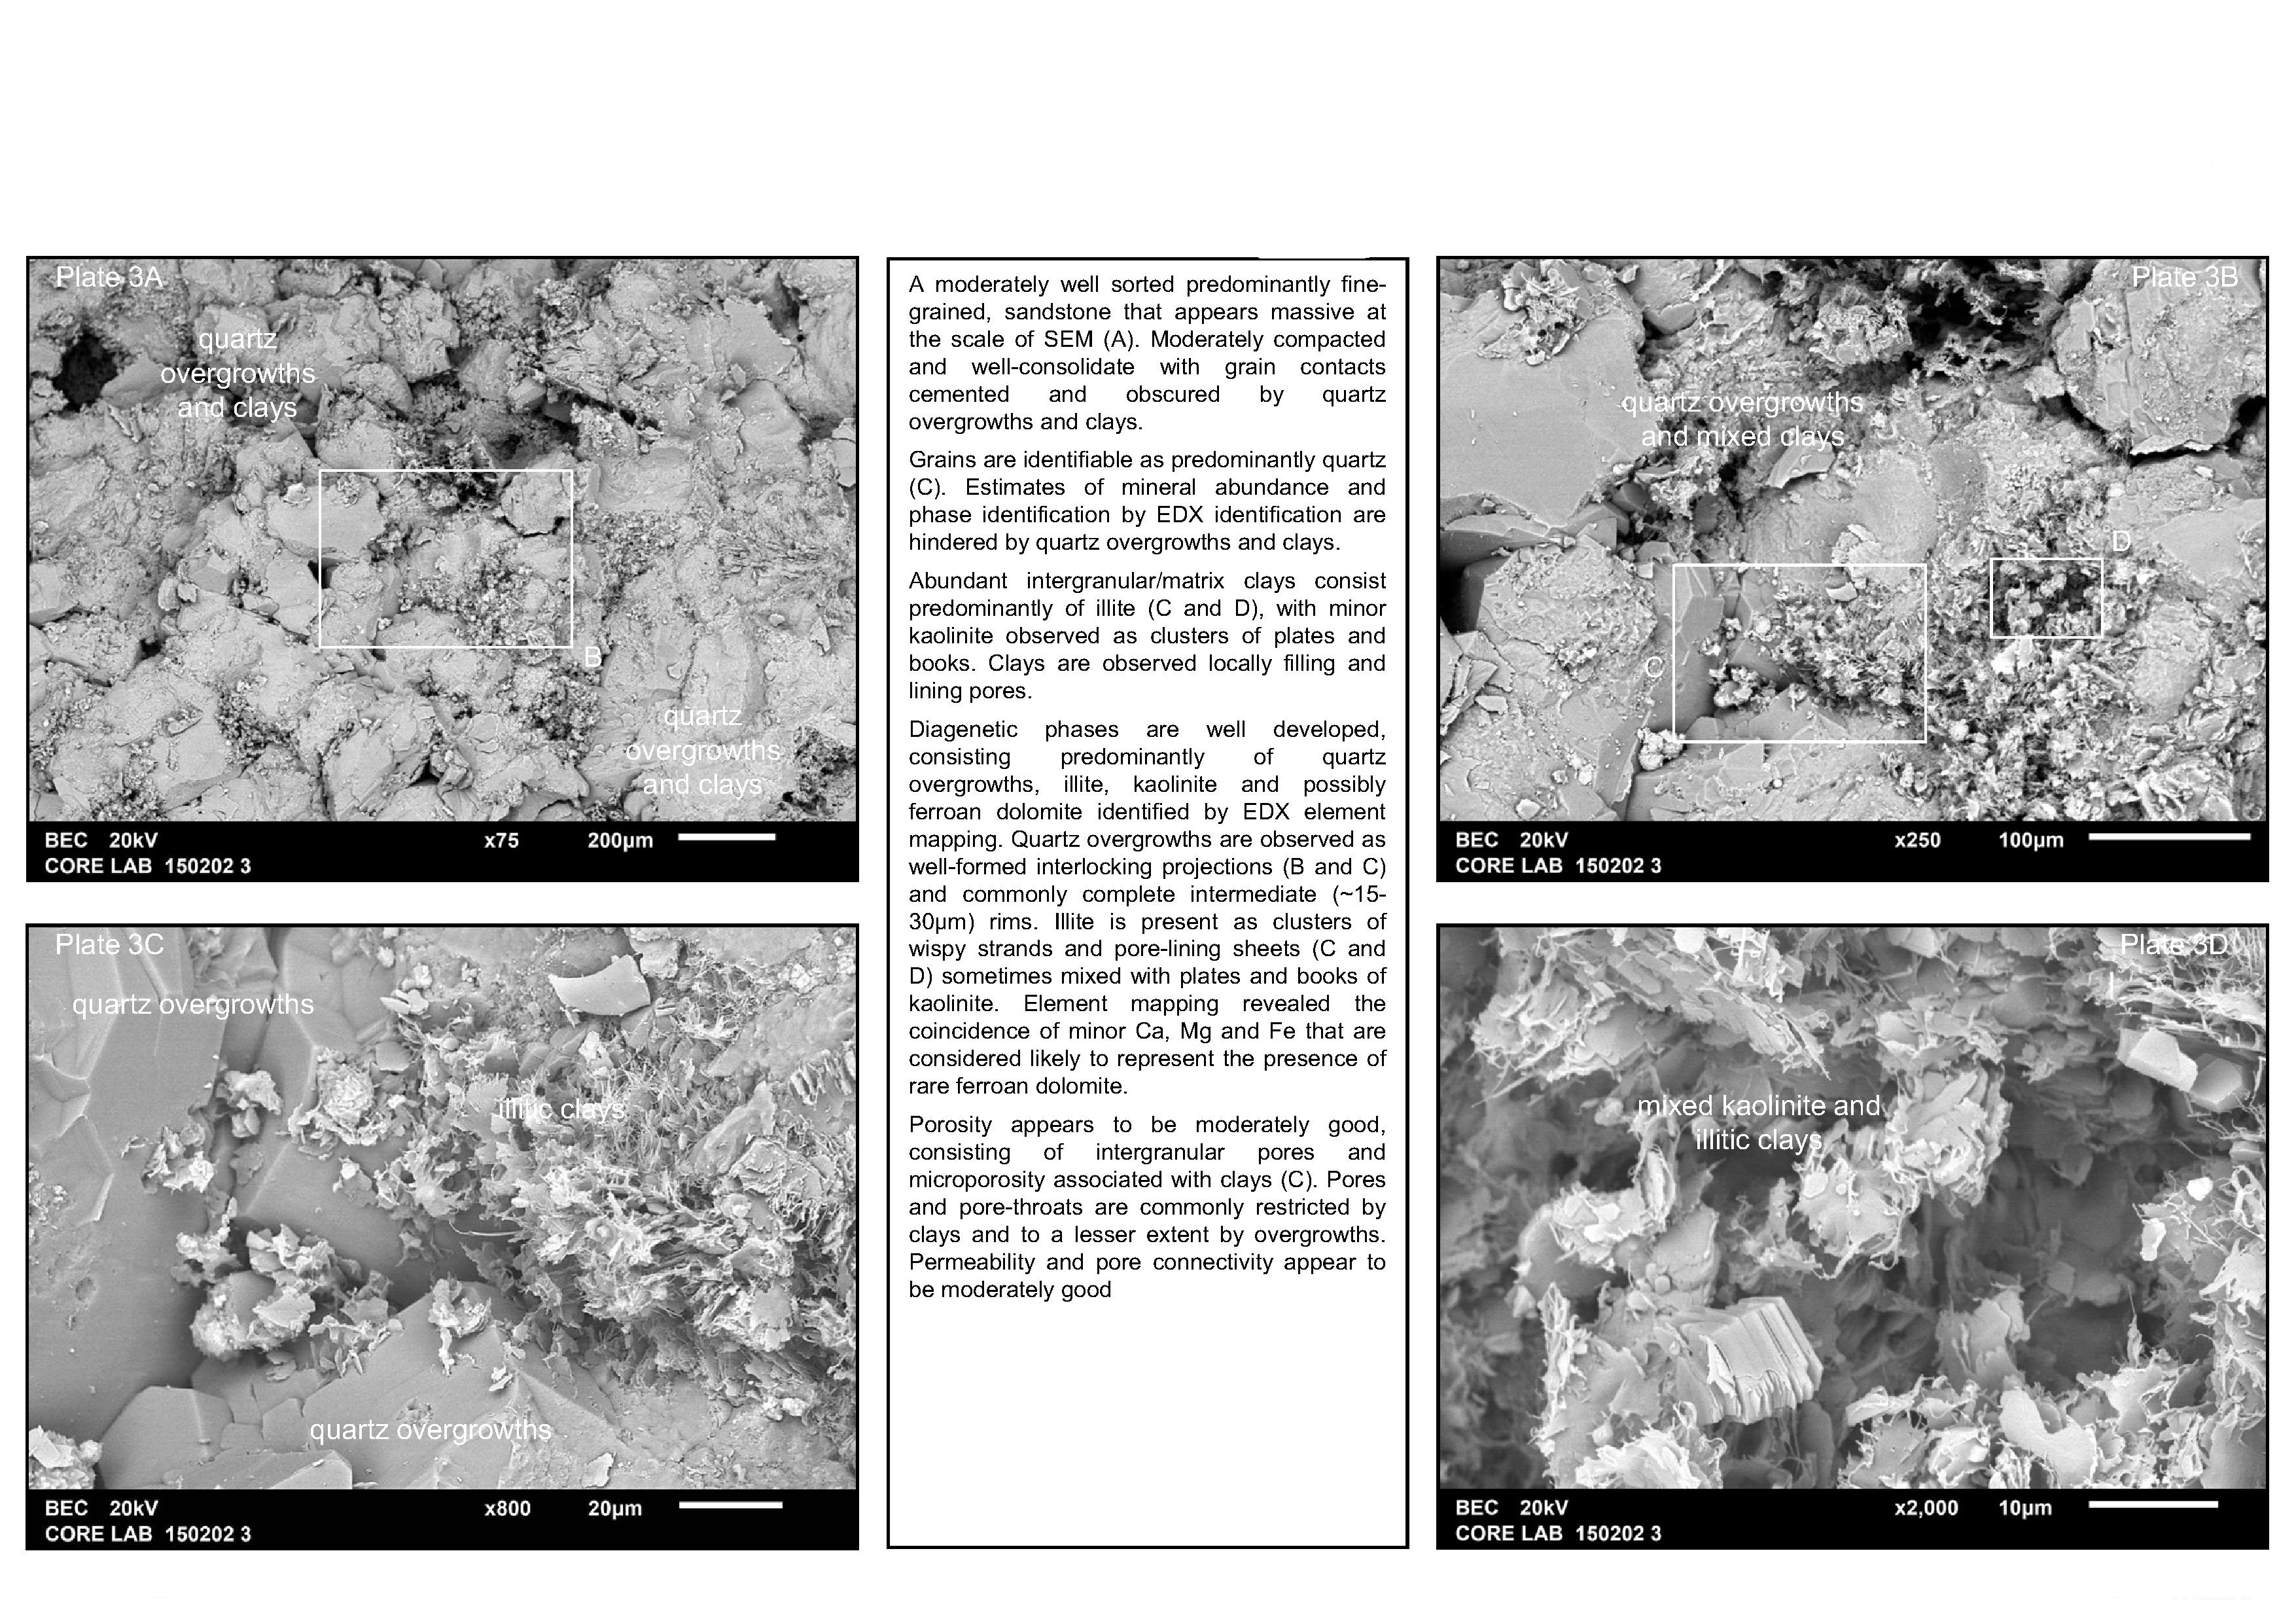 Plate 3A
quartz
overgrowths
and clays
B
quartz
overgrowths
and clays
BEC 20kV x75 200µm
CORE LAB 150202 3
A moderately well sorted predominantly fine-
grained, sandstone that appears massive at
the scale of SEM (A). Moderately compacted
and well-consolidate with grain contacts
cemented and obscured by quartz
overgrowths and clays.
Grains are identifiable as predominantly quartz
(C). Estimates of mineral abundance and
phase identification by EDX identification are
hindered by quartz overgrowths and clays.
Abundant intergranular/matrix clays consist
predominantly of illite (C and D), with minor
kaolinite observed as clusters of plates and
books. Clays are observed locally filling and
lining pores.
Diagenetic phases are well developed,
consisting predominantly of quartz
overgrowths, illite, kaolinite and possibly
ferroan dolomite identified by EDX element
mapping. Quartz overgrowths are observed as
well-formed interlocking projections (B and C)
and commonly complete intermediate (~15-
30µm) rims. Illite is present as clusters of
wispy strands and pore-lining sheets (C and
D) sometimes mixed with plates and books of
kaolinite. Element mapping revealed the
coincidence of minor Ca, Mg and Fe that are
considered likely to represent the presence of
rare ferroan dolomite.
Porosity appears to be moderately good,
consisting of intergranular pores and
microporosity associated with clays (C). Pores
and pore-throats are commonly restricted by
clays and to a lesser extent by overgrowths.
Permeability and pore connectivity appear to
be moderately good
Plate 3B
quartz overgrowths
and mixed clays
D
C
BEC 20kV x250 100µm
CORE LAB 150202 3
Plate 3C
quartz overgrowths
illitic clays
quartz overgrowths
BEC 20kV x800 20µm
CORE LAB 150202 3
Plate 3D
mixed kaolinite and
illitic clays
BEC 20kV x2,000 10µm
CORE LAB 150202 3